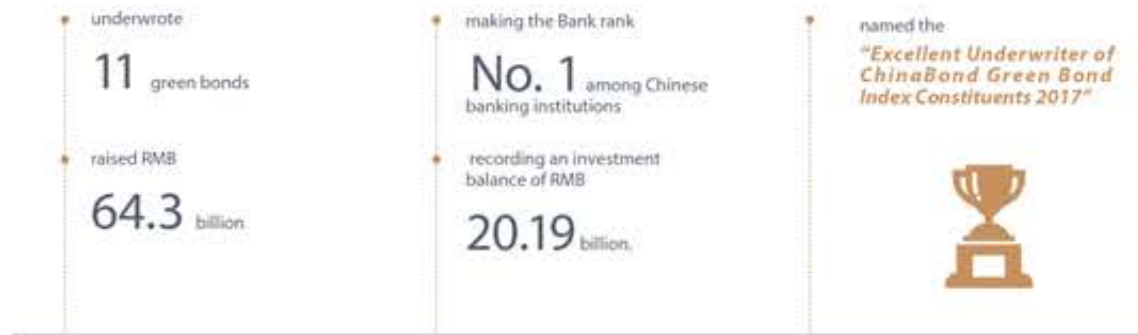 underwrote
11 green bonds
raised RMB
64.3 billion
making the Bank rank
No. 1 among Chinese
banking institutions
recording an investment
balance of RMB
20.19 billion.
named the
“Excellent Underwriter of
ChinaBond Green Bond
Index Constituents 2017”